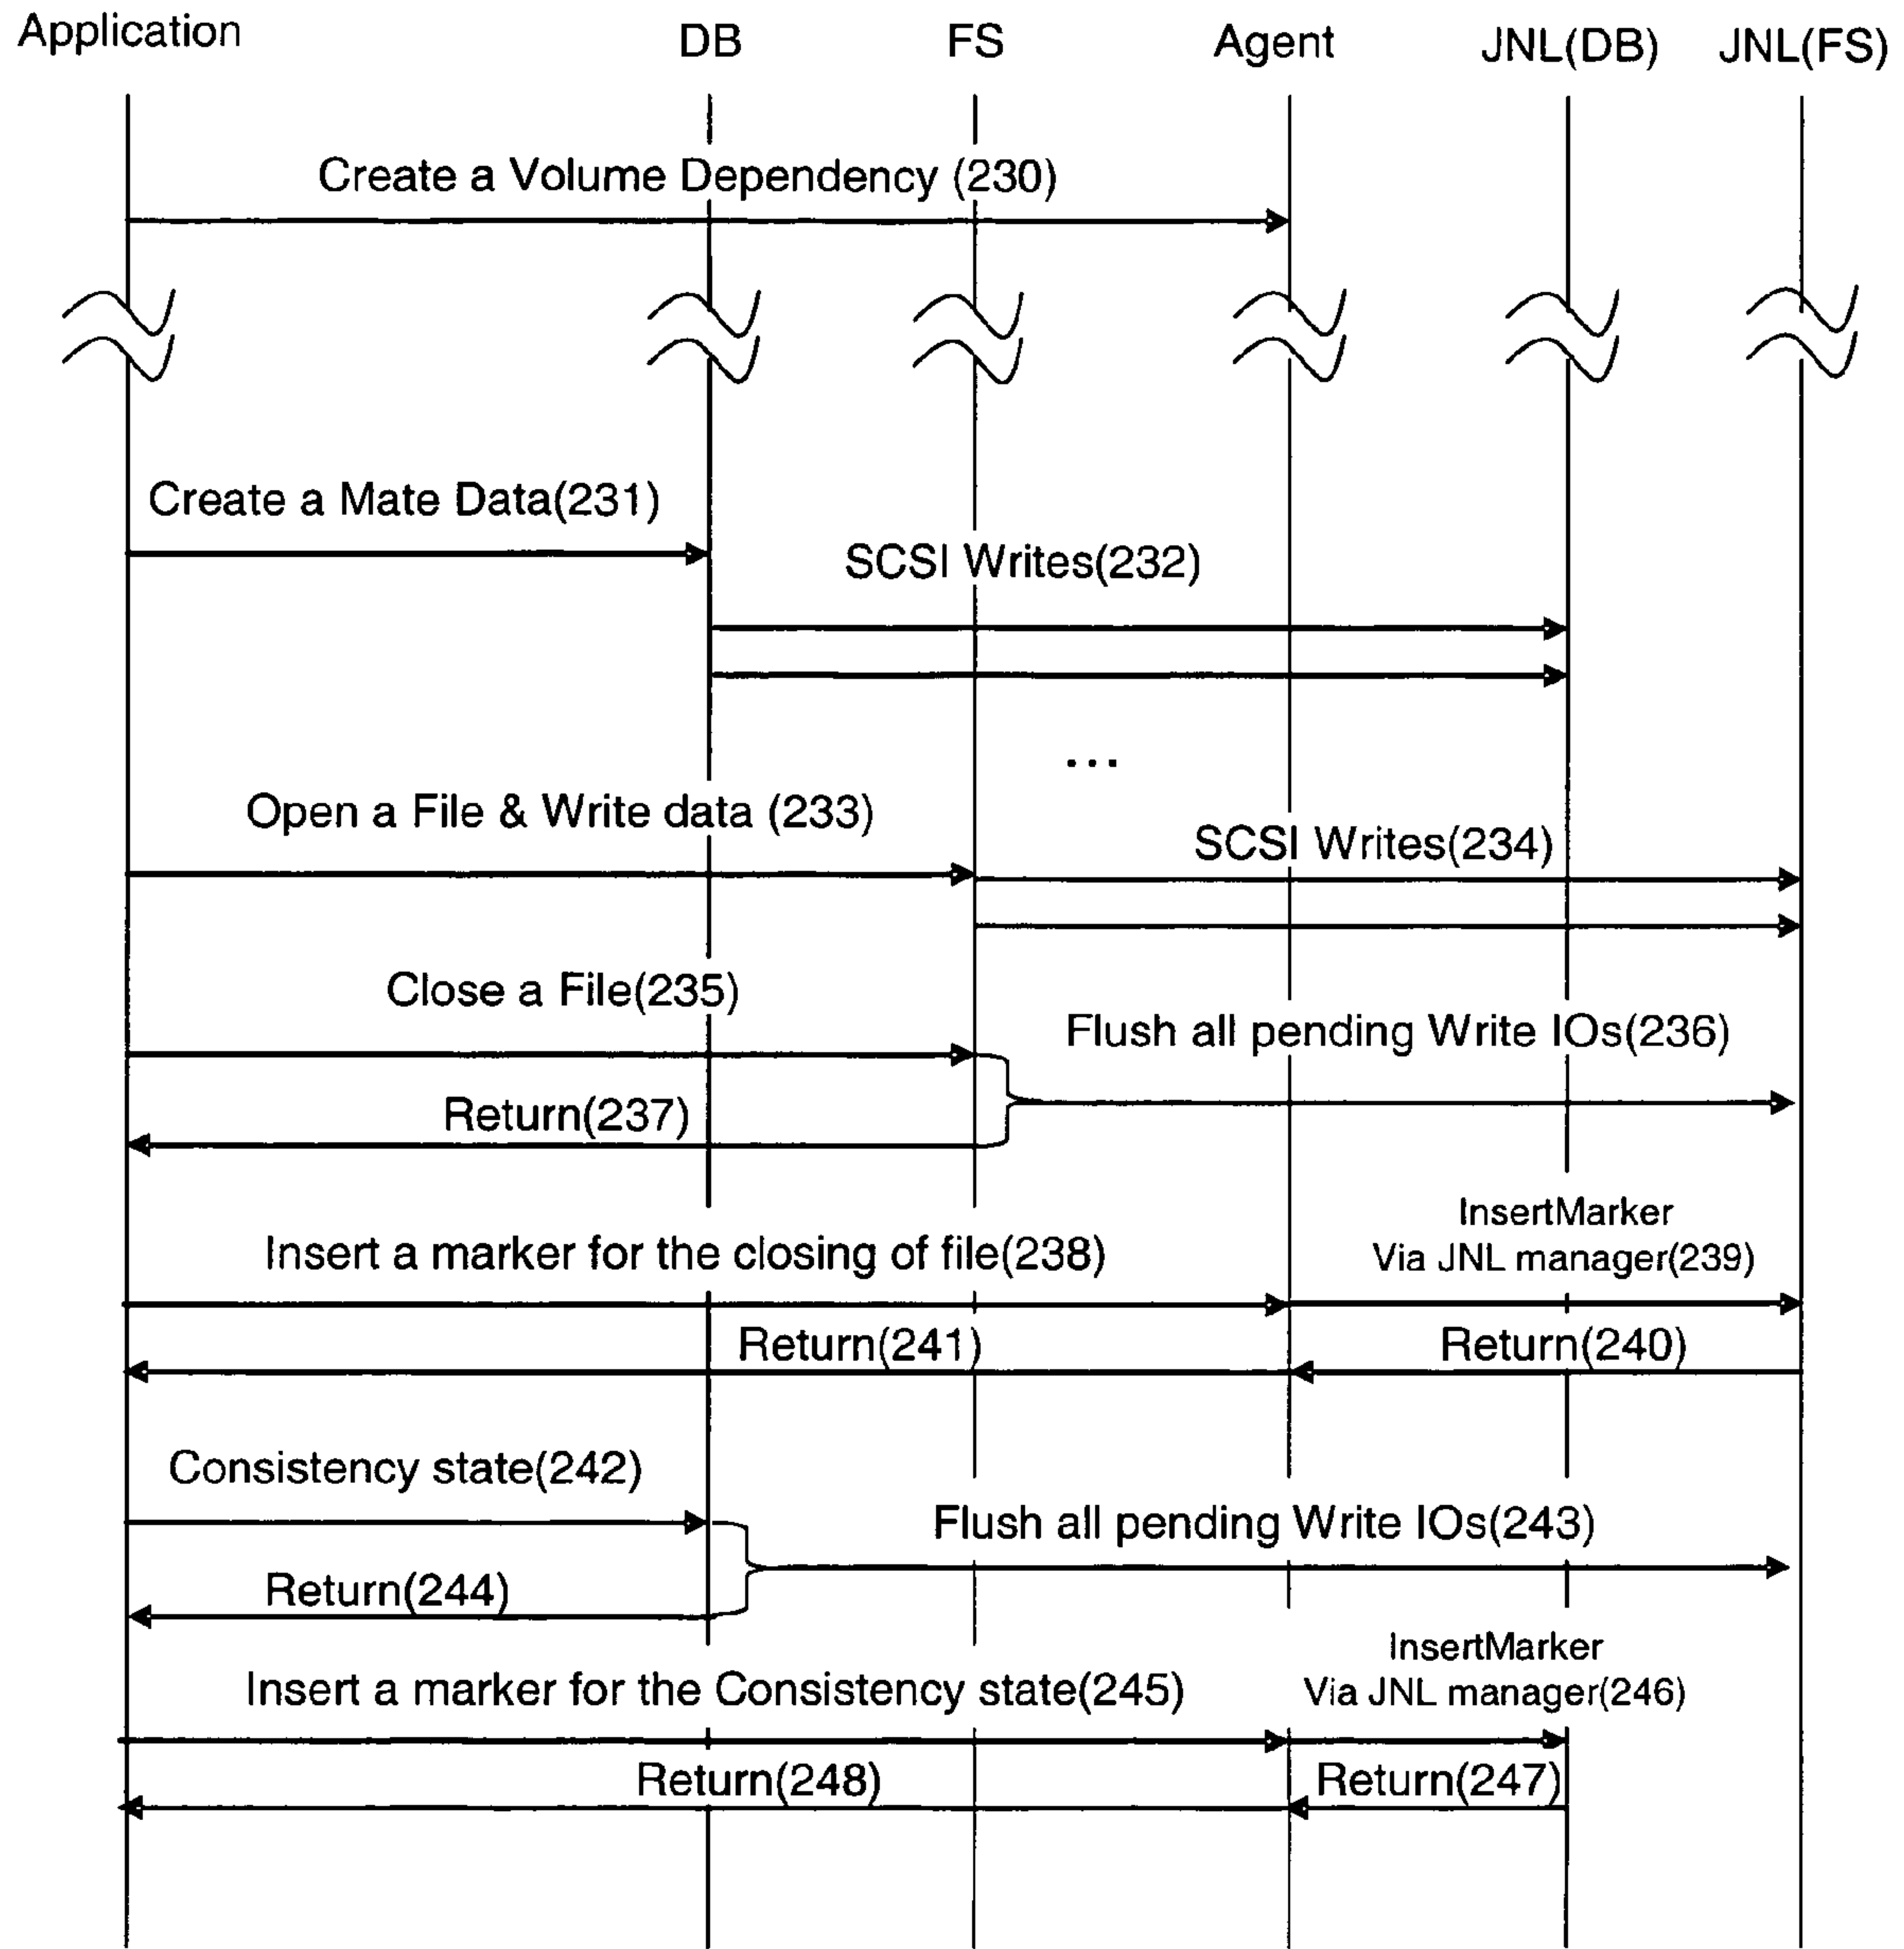 Application
DB
FS
Agent
JNL(DB)
JNL(FS)
Create a Volume Dependency (230)
Create a Mate Data(231)
SCSI Writes(232)
...
Open a File & Write data (233)
SCSI Writes(234)
Close a File(235)
Flush all pending Write IOs(236)
Return(237)
InsertMarker
Via JNL manager(239)
Insert a marker for the closing of file(238)
Return(241)
Return(240)
Consistency state(242)
Flush all pending Write IOs(243)
Return(244)
InsertMarker
Via JNL manager(246)
Insert a marker for the Consistency state(245)
Return(248)
Return(247)